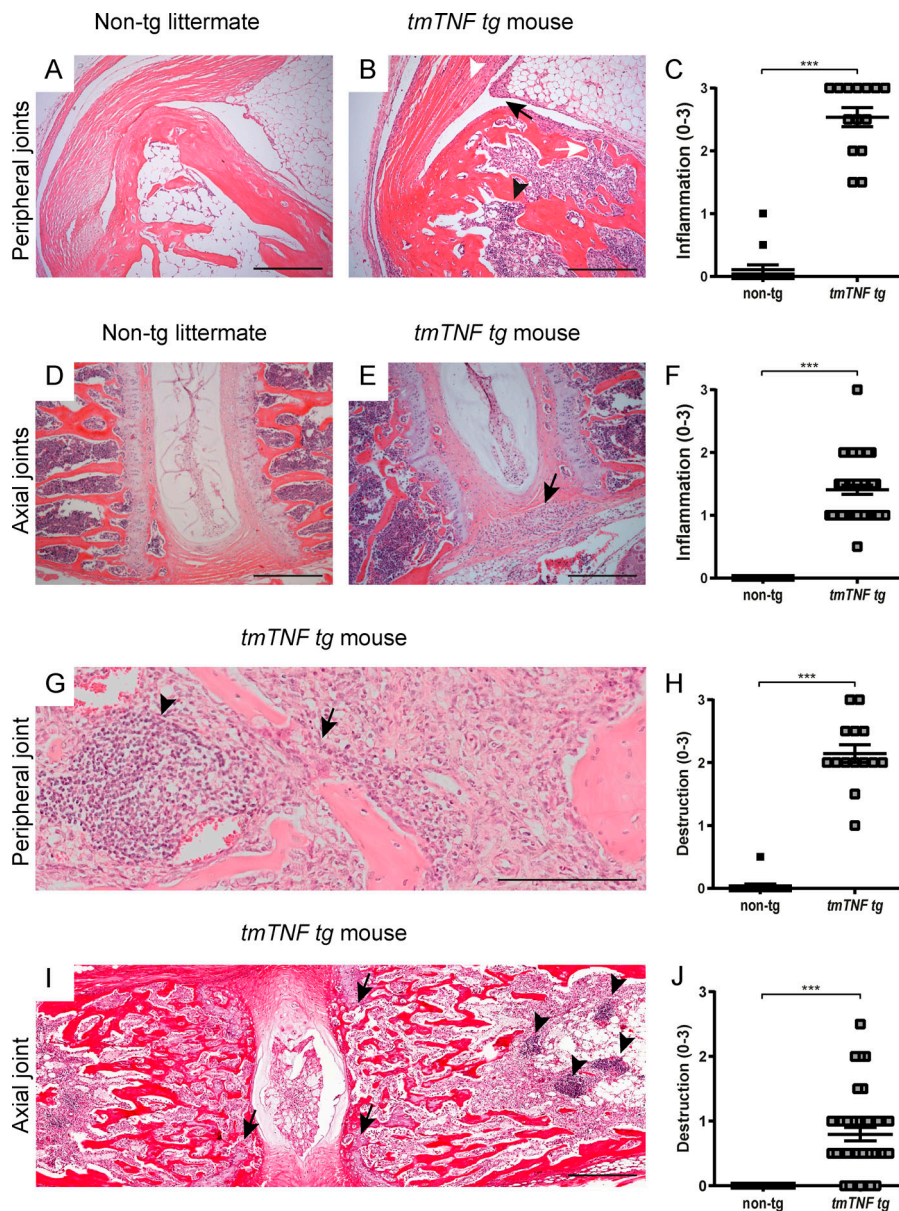 Non-tg littermate
tmTNF tg mouse
Peripheral joints
A
B
C
***
Inflammation (0-3)
3
2
1
0
non-tg
tmTNF tg
Non-tg littermate
tmTNF tg mouse
Axial joints
D
E
F
***
Inflammation (0-3)
3
2
1
0
non-tg
tmTNF tg
tmTNF tg mouse
Peripheral joint
G
H
***
Destruction (0-3)
3
2
1
0
non-tg
tmTNF tg
tmTNF tg mouse
Axial joint
I
J
***
Destruction (0-3)
3
2
1
0
non-tg
tmTNF tg